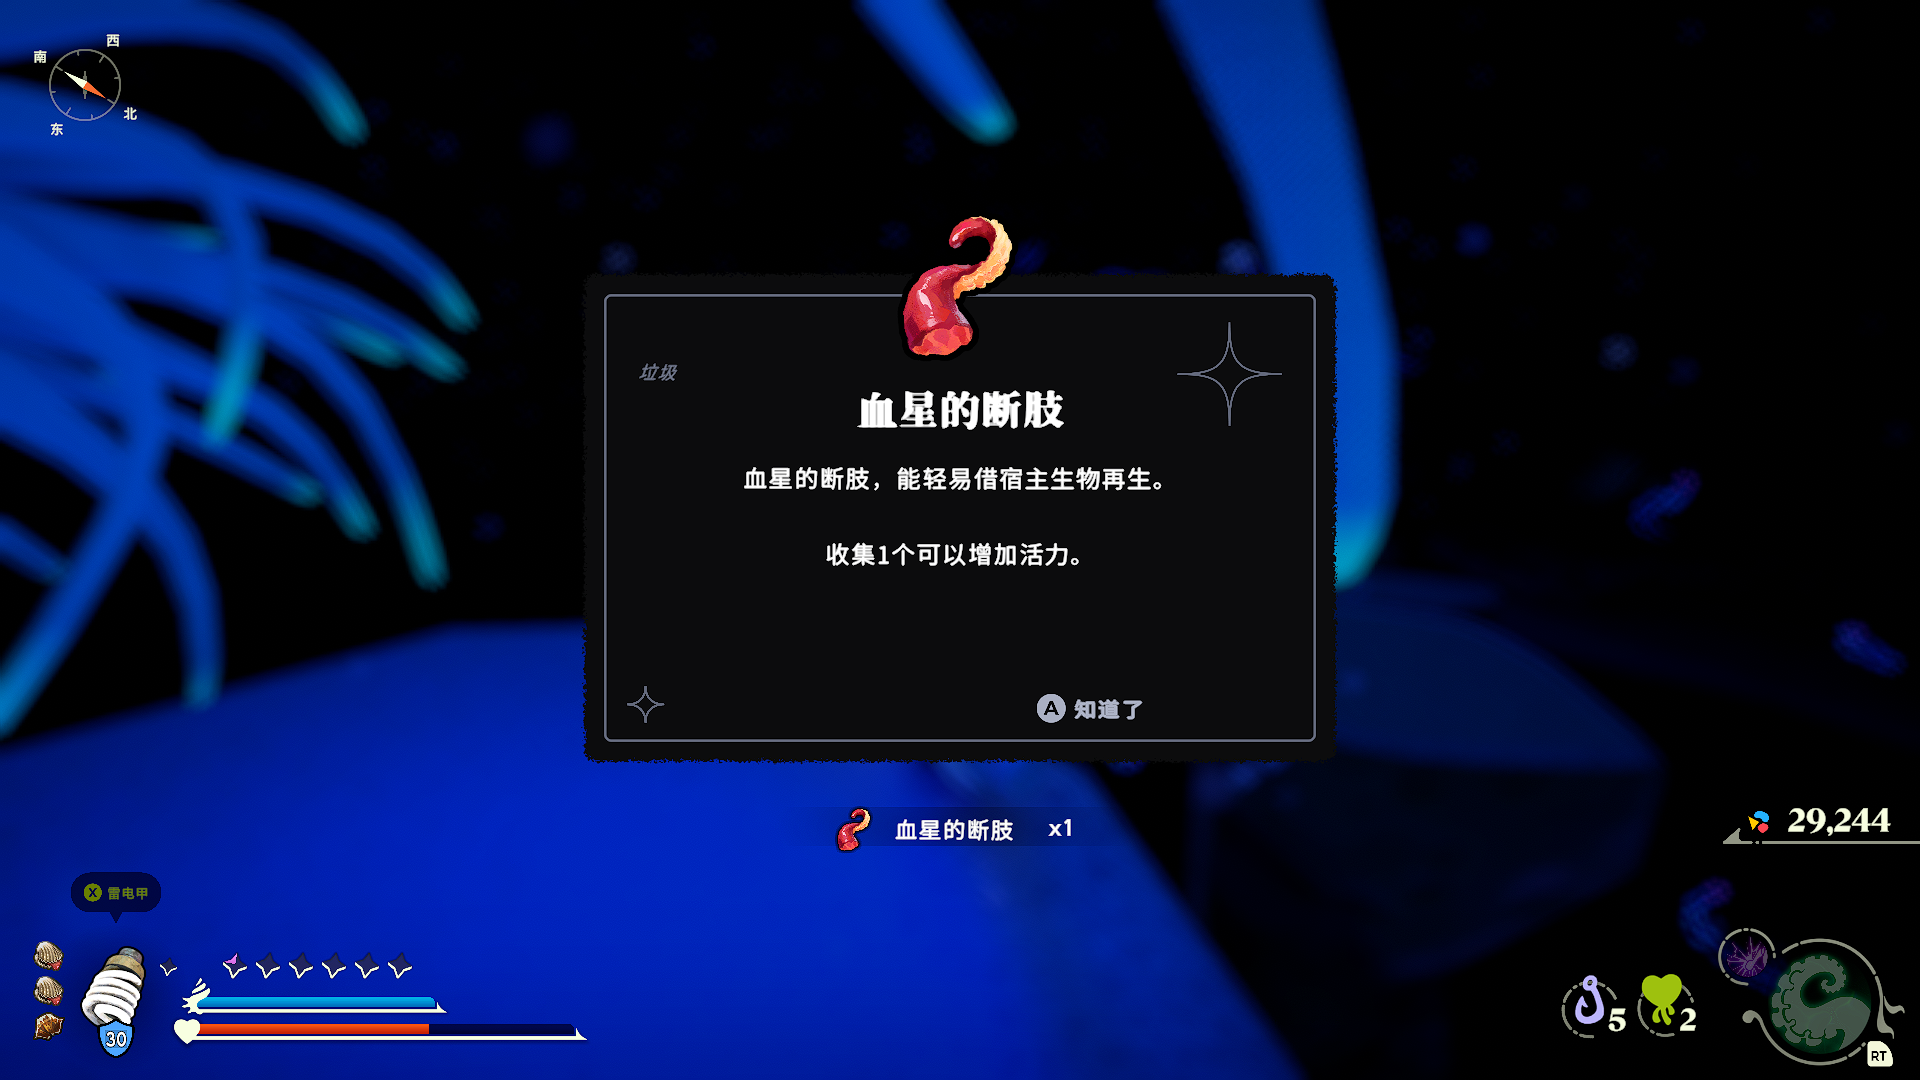 西
南
北
东
垃圾
血星的断肢
血星的断肢，能轻易借宿主生物再生。
收集1个可以增加活力。
A 知道了
血星的断肢 x1
29,244
X 雷电甲
30
5
2
RT